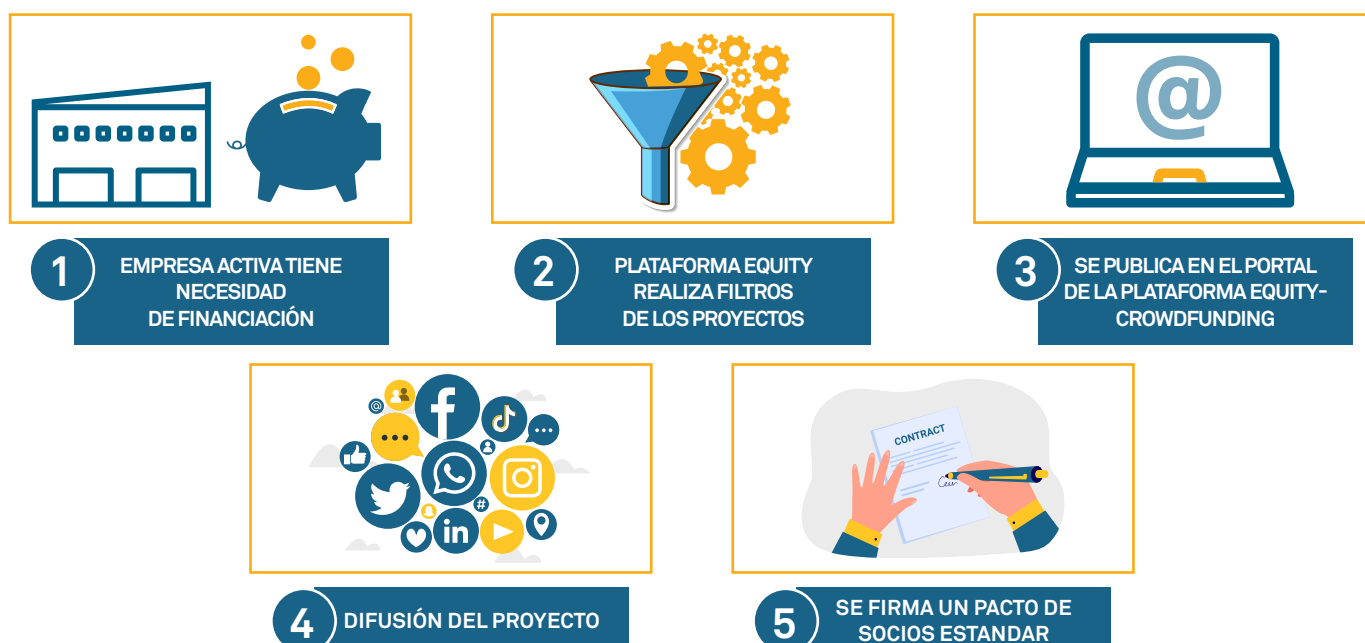 @
1
EMPRESA ACTIVA TIENE
NECESIDAD
DE FINANCIACIÓN
2
PLATAFORMA EQUITY
REALIZA FILTROS
DE LOS PROYECTOS
3
SE PUBLICA EN EL PORTAL
DE LA PLATAFORMA EQUITY-
CROWDFUNDING
@
f
in
#
CONTRACT
4
DIFUSIÓN DEL PROYECTO
5
SE FIRMA UN PACTO DE
SOCIOS ESTANDAR